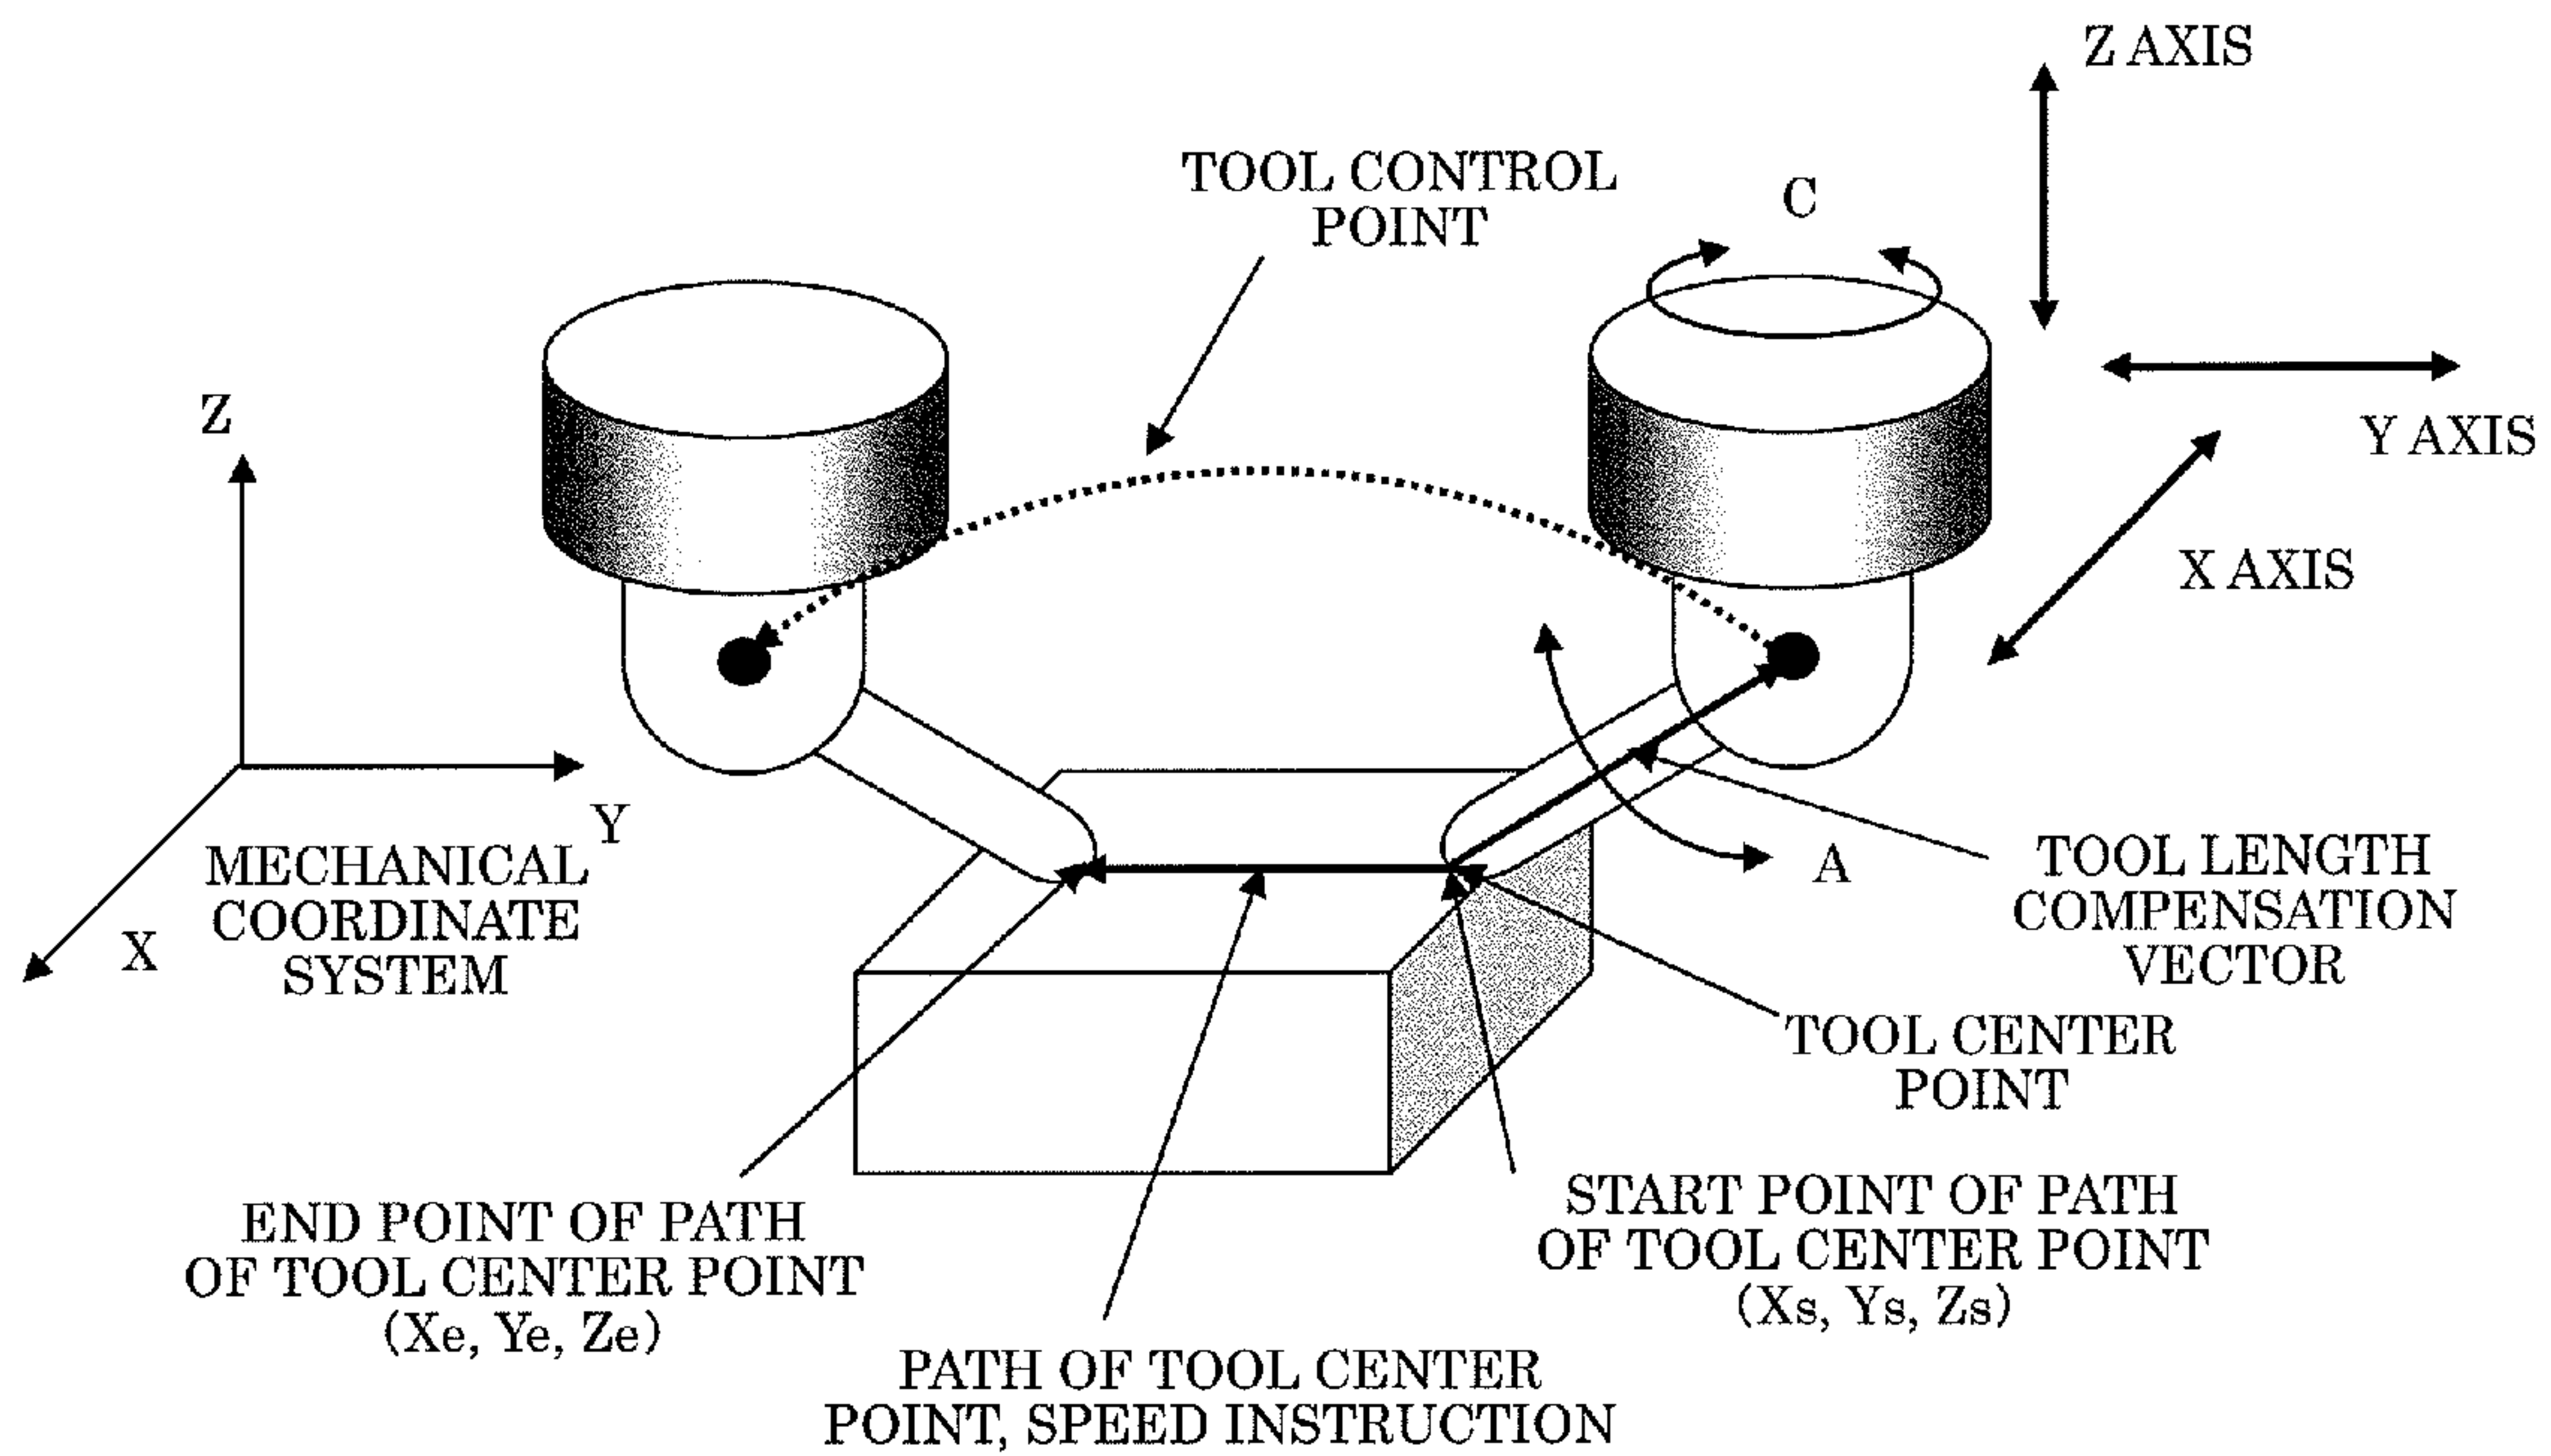 Z AXIS
TOOL CONTROL
POINT
C
Z
Y AXIS
X AXIS
Y
MECHANICAL
COORDINATE
SYSTEM
X
A
TOOL LENGTH
COMPENSATION
VECTOR
TOOL CENTER
POINT
END POINT OF PATH
OF TOOL CENTER POINT
(Xe, Ye, Ze)
START POINT OF PATH
OF TOOL CENTER POINT
(Xs, Ys, Zs)
PATH OF TOOL CENTER
POINT, SPEED INSTRUCTION